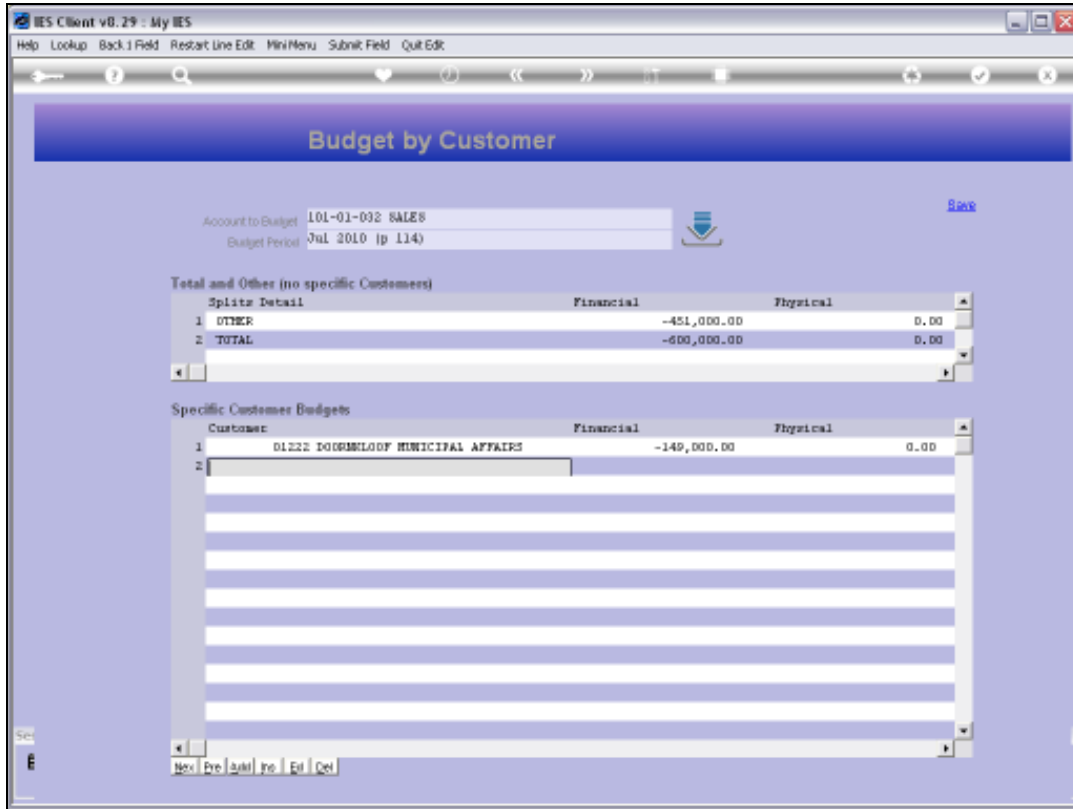 IES Client v8.29 : My IES
Help Lookup Back 1 Field Restart Line Edit MiniMenu Submit Field Quit Edit
Budget by Customer
Save
Account to Budget 101-01-032 SALES
Budget Period Jul 2010 (p 114)
Total and Other (no specific Customers)
Splits Detail Financial Physical
1 OTHER -451,000.00 0.00
2 TOTAL -600,000.00 0.00
Specific Customer Budgets
Customer Financial Physical
1 01222 DOORNKLOOF MUNICIPAL AFFAIRS -149,000.00 0.00
2
Nex Pre Add Ins Ed Del